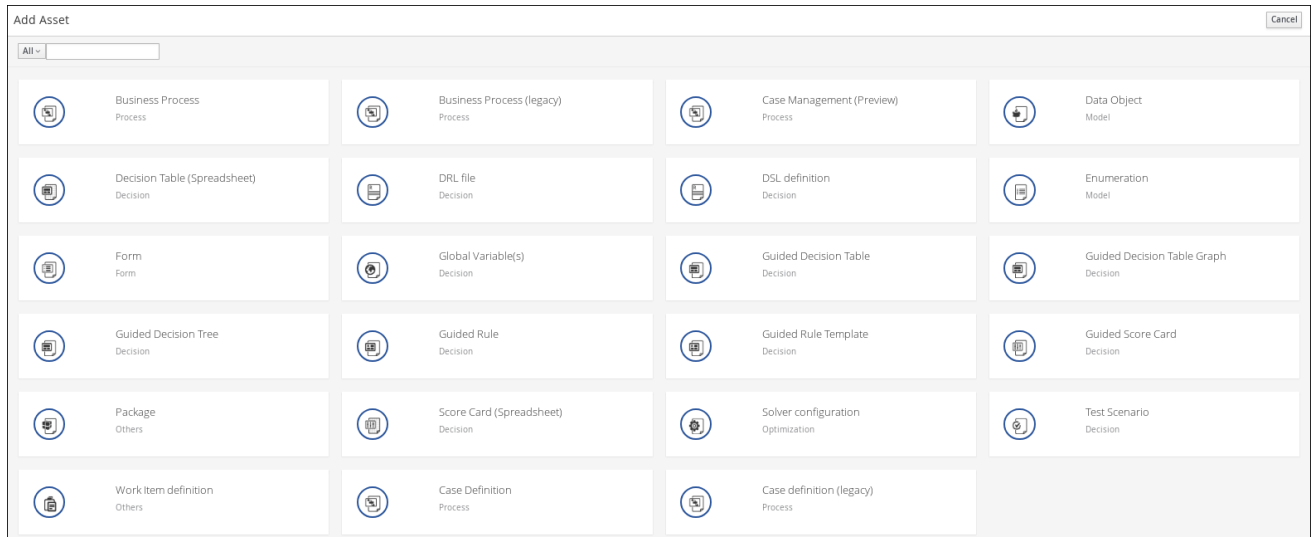 Add Asset
Cancel
All
Business Process
Process
Business Process (legacy)
Process
Case Management (Preview)
Process
Data Object
Model
Decision Table (Spreadsheet)
Decision
DRL file
Decision
DSL definition
Decision
Enumeration
Model
Form
Form
Global Variable(s)
Decision
Guided Decision Table
Decision
Guided Decision Table Graph
Decision
Guided Decision Tree
Decision
Guided Rule
Decision
Guided Rule Template
Decision
Guided Score Card
Decision
Package
Others
Score Card (Spreadsheet)
Decision
Solver configuration
Optimization
Test Scenario
Decision
Work Item definition
Others
Case Definition
Process
Case definition (legacy)
Process